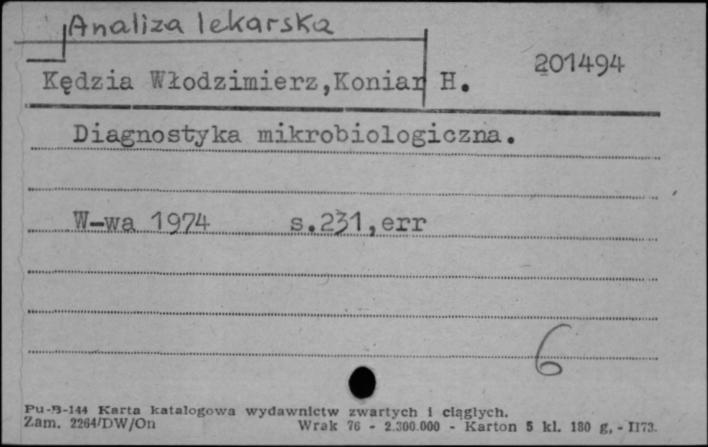 Analiza lekarska
201494
Kędzia Włodzimierz,Koniar H.
Diagnostyka mikrobiologiczna.
W-wa 1974 s.231,err
6
Pu-B-144 Karta katalogowa wydawnictw zwartych i ciągłych.
Zam. 2264/DW/On Wrak 76 - 2.300.000 - Karton 5 kl. 180 g. - II73.